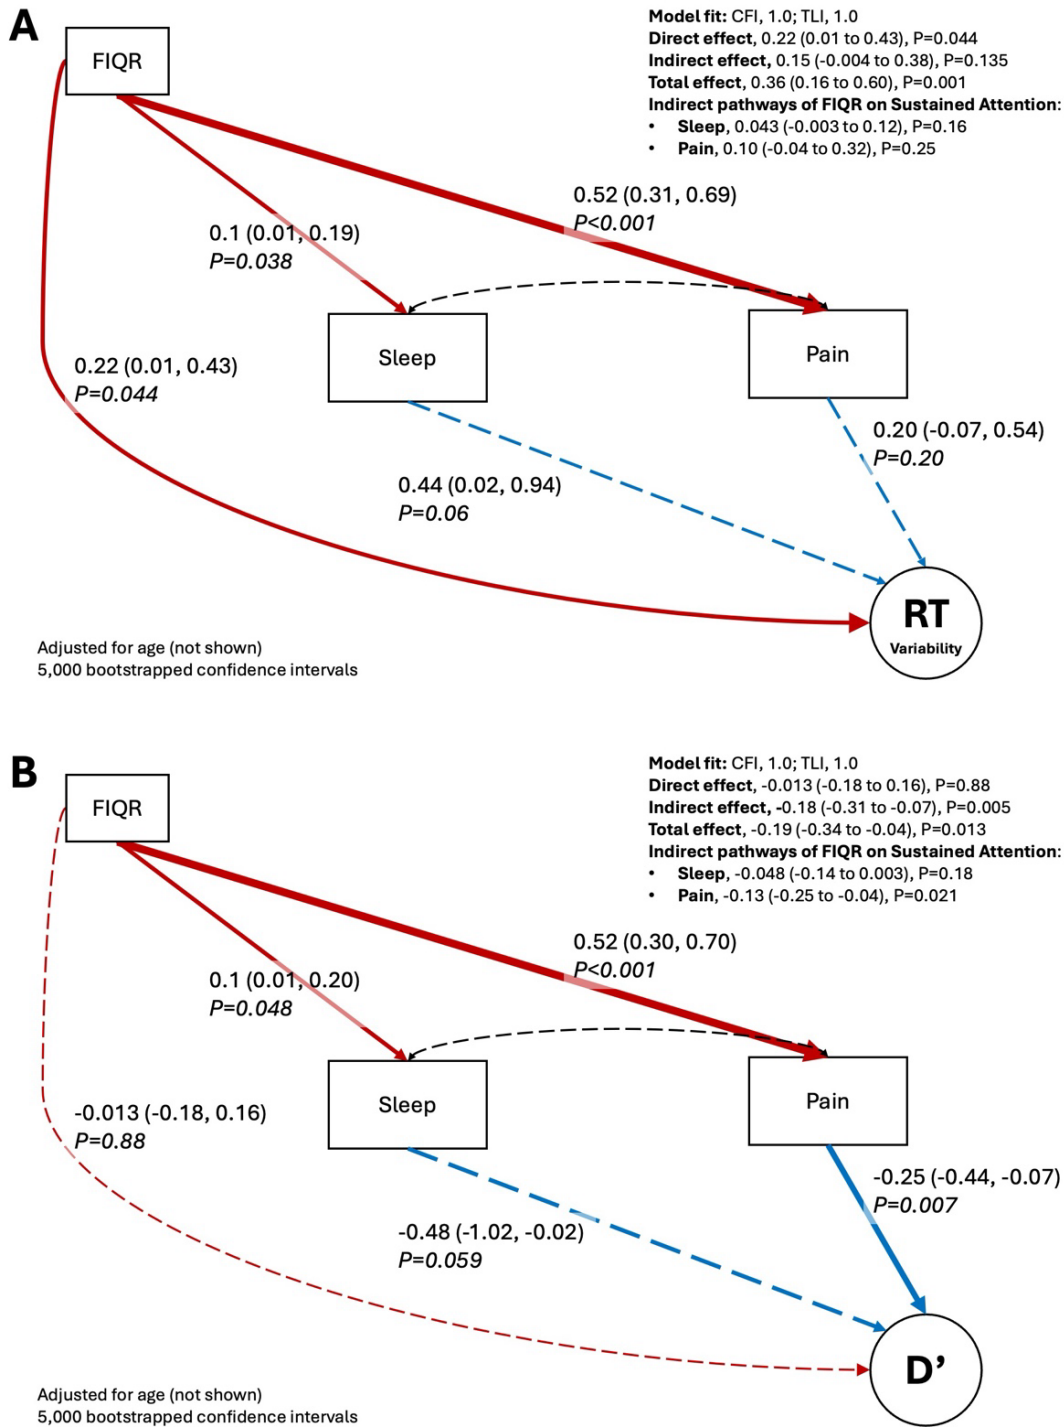 A
FIQR
Model fit: CFI, 1.0; TLI, 1.0
Direct effect, 0.22 (0.01 to 0.43), P=0.044
Indirect effect, 0.15 (-0.004 to 0.38), P=0.135
Total effect, 0.36 (0.16 to 0.60), P=0.001
Indirect pathways of FIQR on Sustained Attention:
• Sleep, 0.043 (-0.003 to 0.12), P=0.16
• Pain, 0.10 (-0.04 to 0.32), P=0.25
0.52 (0.31, 0.69)
P<0.001
0.1 (0.01, 0.19)
P=0.038
Sleep
Pain
0.22 (0.01, 0.43)
P=0.044
0.20 (-0.07, 0.54)
P=0.20
0.44 (0.02, 0.94)
P=0.06
RT
Variability
Adjusted for age (not shown)
5,000 bootstrapped confidence intervals
B
FIQR
Model fit: CFI, 1.0; TLI, 1.0
Direct effect, -0.013 (-0.18 to 0.16), P=0.88
Indirect effect, -0.18 (-0.31 to -0.07), P=0.005
Total effect, -0.19 (-0.34 to -0.04), P=0.013
Indirect pathways of FIQR on Sustained Attention:
• Sleep, -0.048 (-0.14 to 0.003), P=0.18
• Pain, -0.13 (-0.25 to -0.04), P=0.021
0.52 (0.30, 0.70)
P<0.001
0.1 (0.01, 0.20)
P=0.048
Sleep
Pain
-0.013 (-0.18, 0.16)
P=0.88
-0.25 (-0.44, -0.07)
P=0.007
-0.48 (-1.02, -0.02)
P=0.059
D’
Adjusted for age (not shown)
5,000 bootstrapped confidence intervals